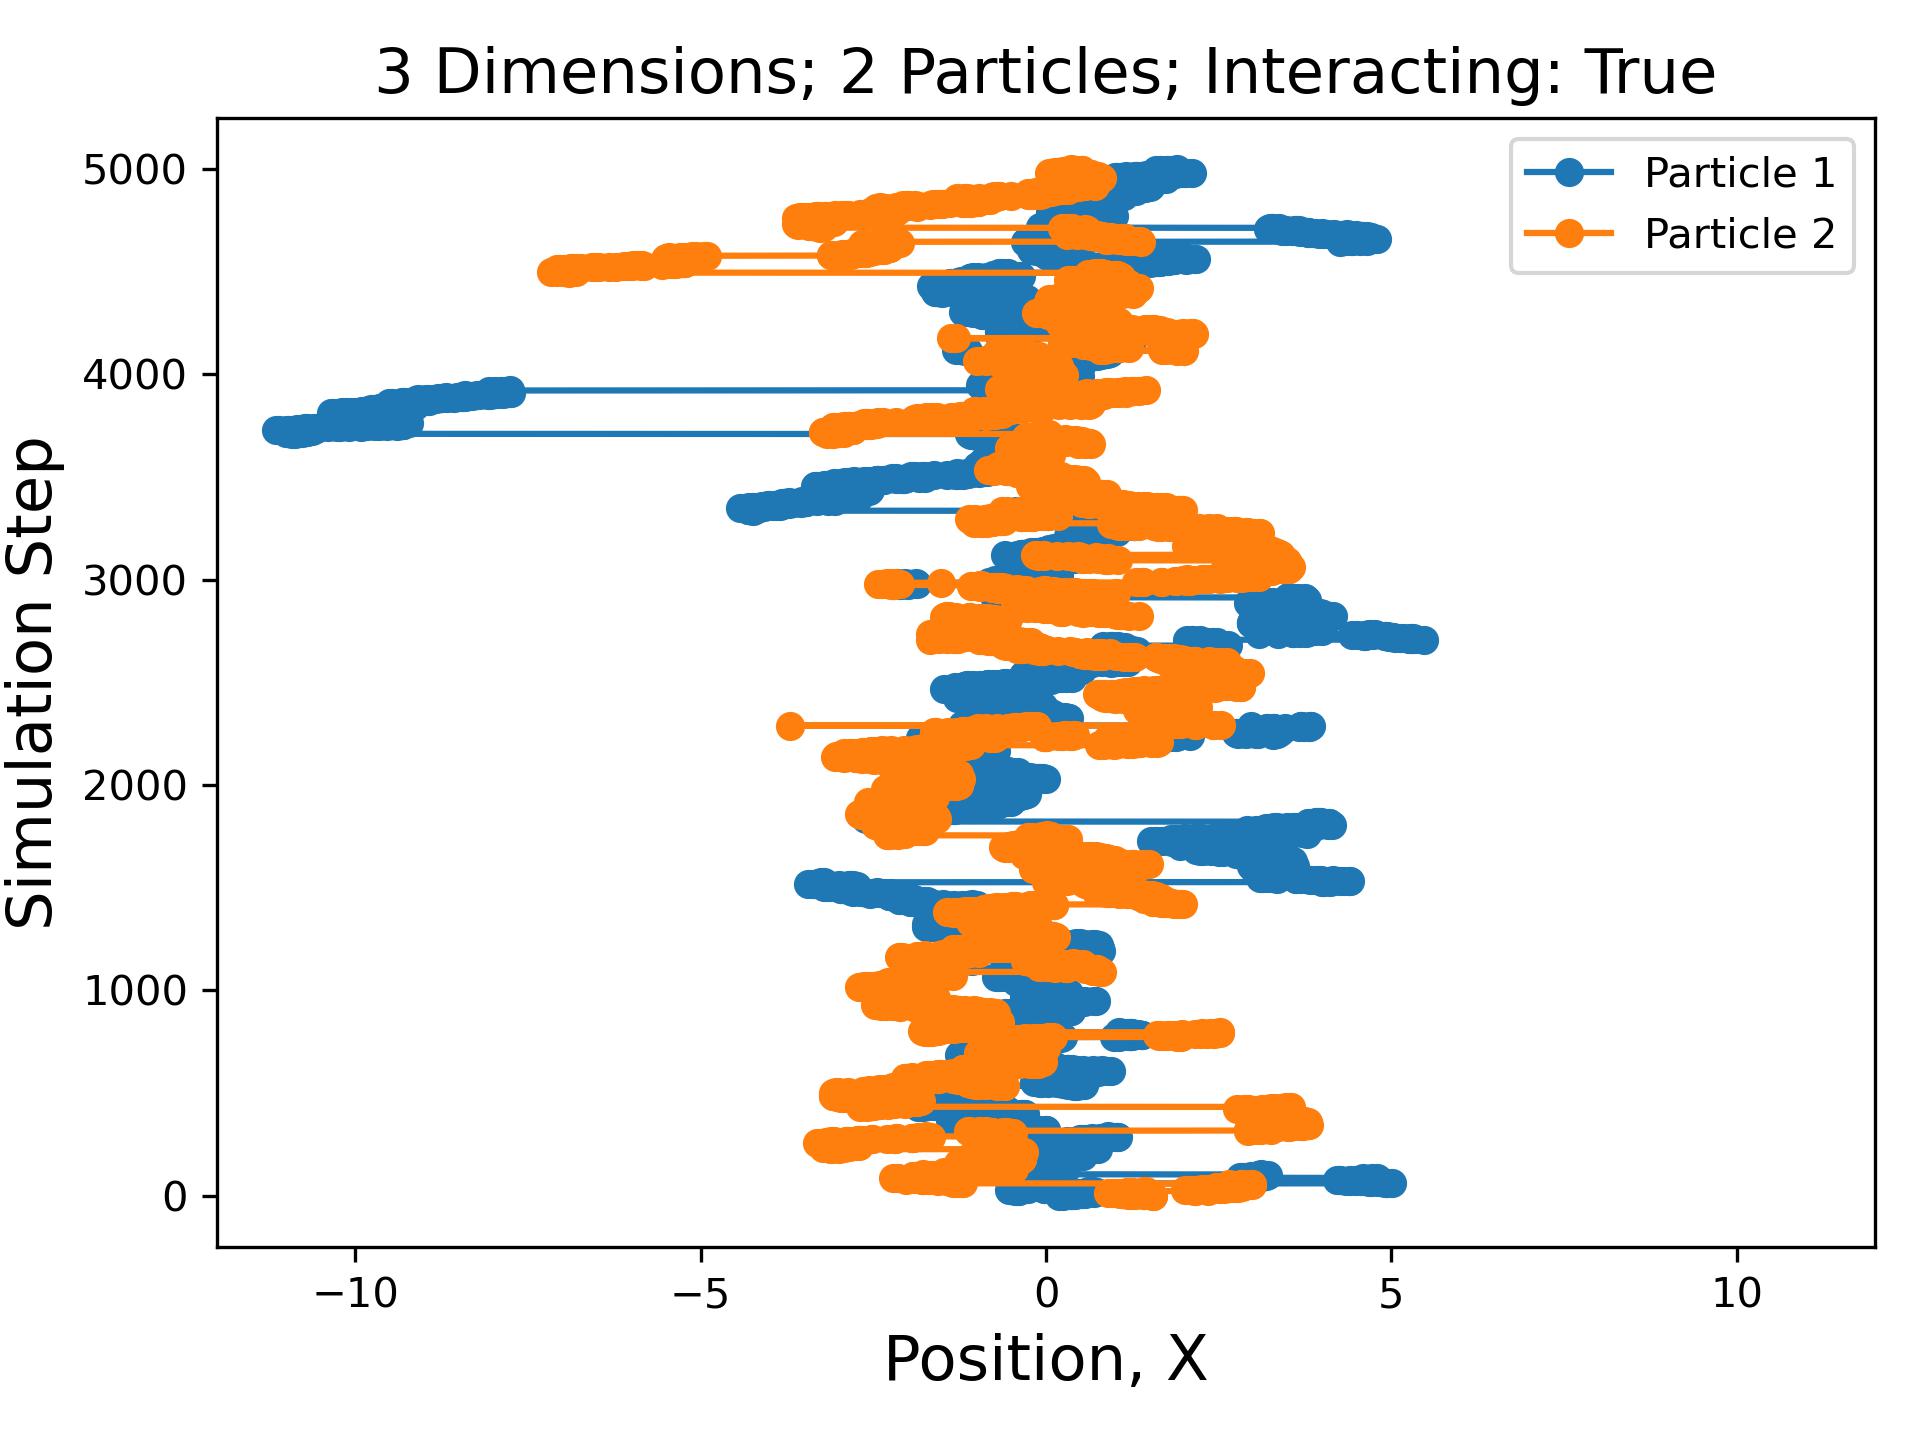 3 Dimensions; 2 Particles; Interacting: True
Particle 1
Particle 2
5000
4000
3000
2000
1000
0
Simulation Step
−10
−5
0
5
10
Position, X